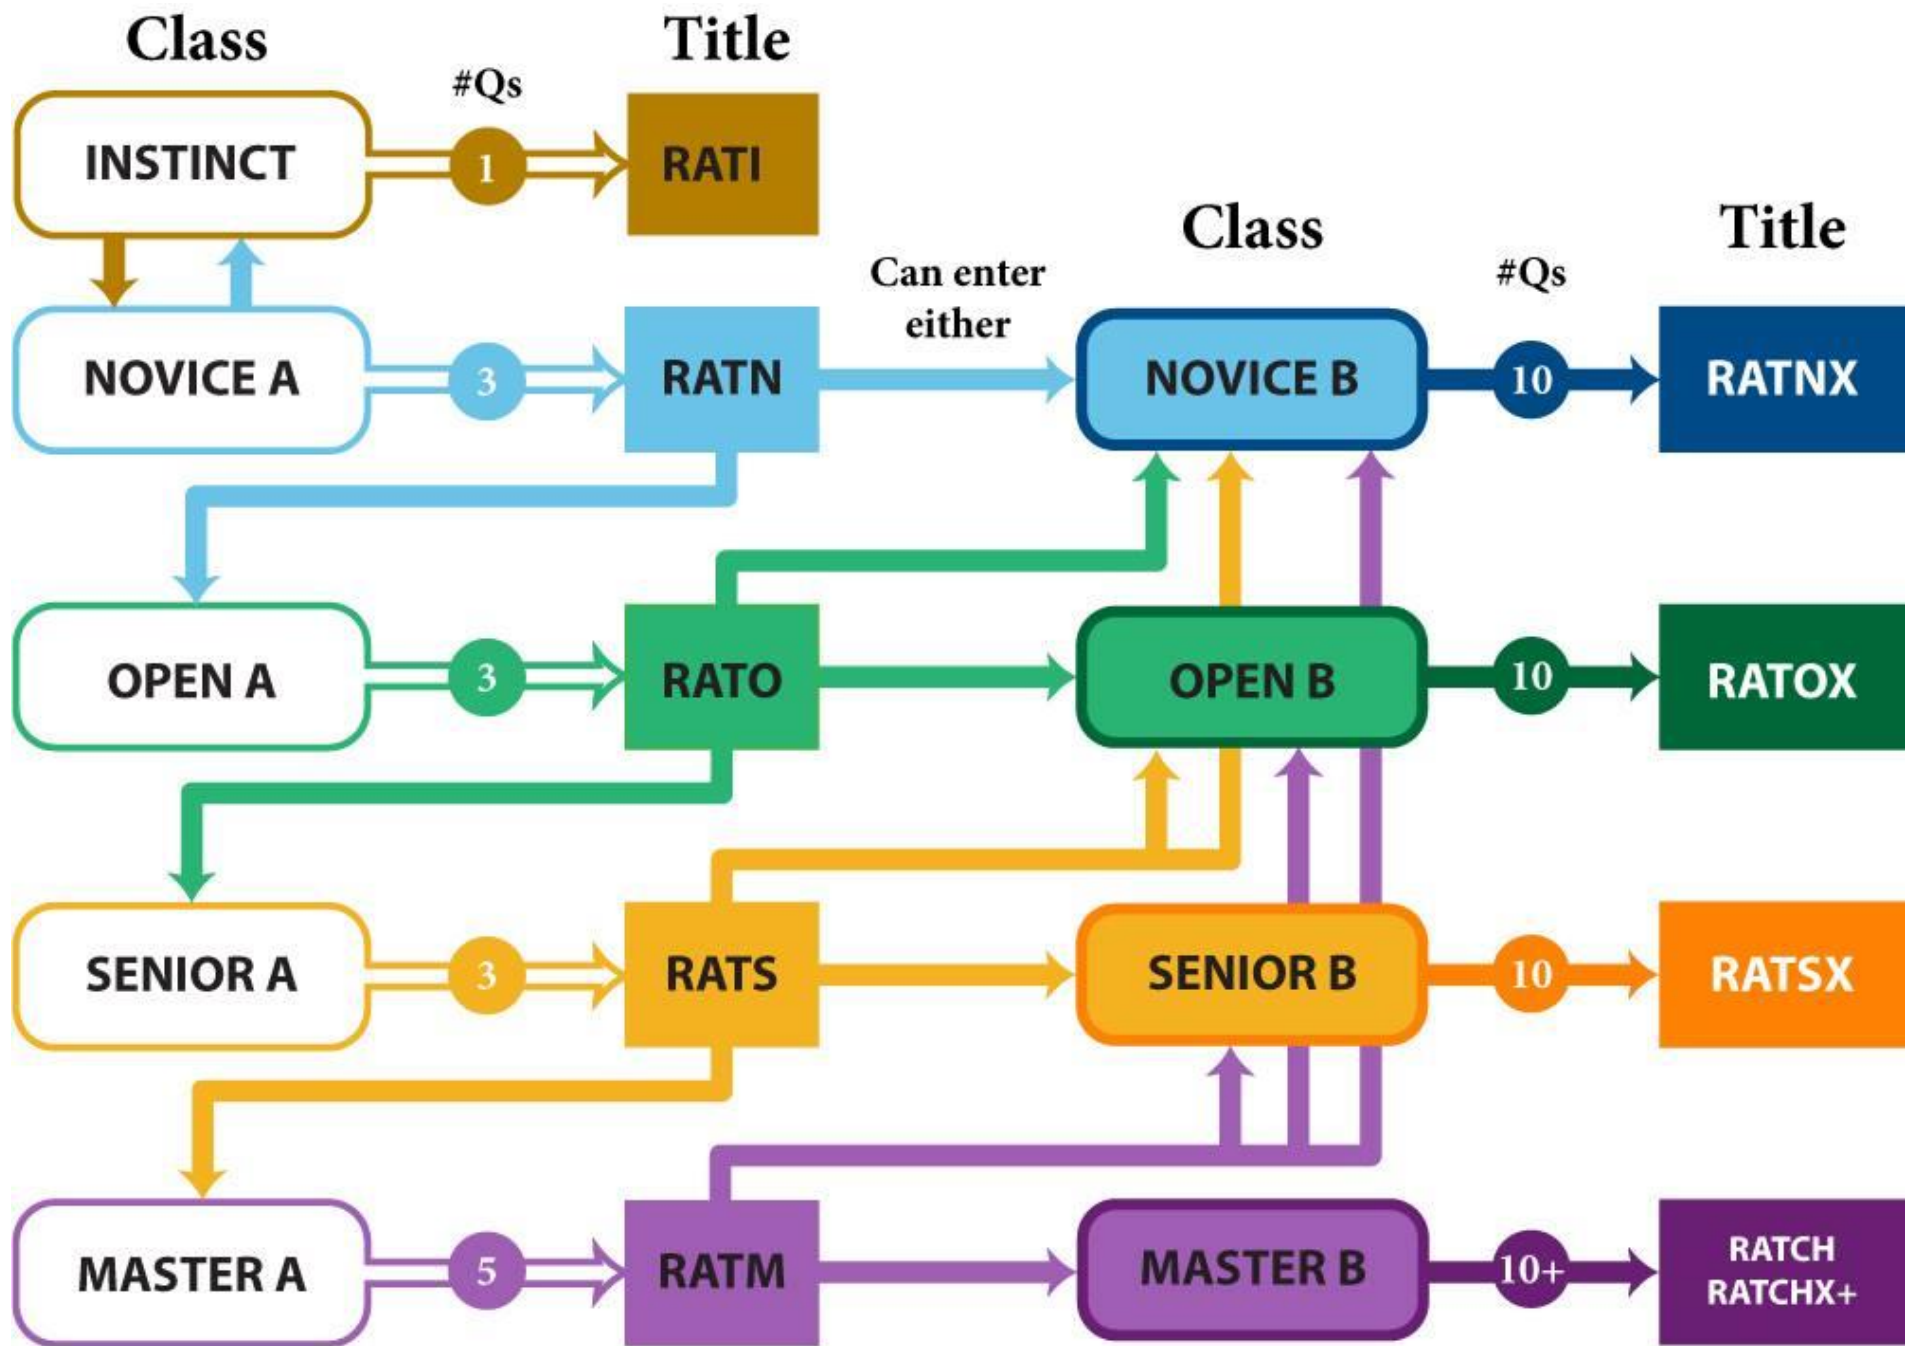 Class
Title
#Qs
INSTINCT
1
RATI
Class
Title
Can enter
either
#Qs
NOVICE A
3
RATN
NOVICE B
10
RATNX
OPEN A
3
RATO
OPEN B
10
RATOX
SENIOR A
3
RATS
SENIOR B
10
RATSX
MASTER A
5
RATM
MASTER B
10+
RATCH
RATCHX+